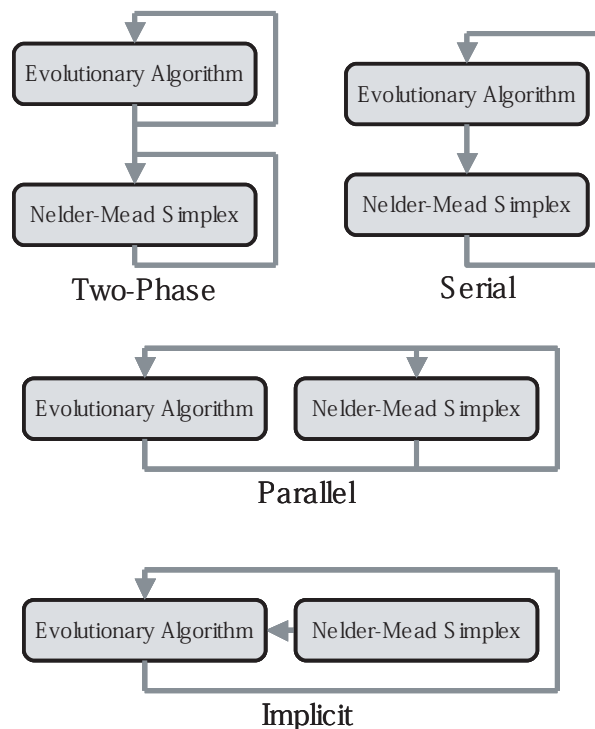 Evolutionary Algorithm
Nelder-Mead Simplex
Two-Phase
Evolutionary Algorithm
Nelder-Mead Simplex
Serial
Evolutionary Algorithm
Nelder-Mead Simplex
Parallel
Evolutionary Algorithm
Nelder-Mead Simplex
Implicit